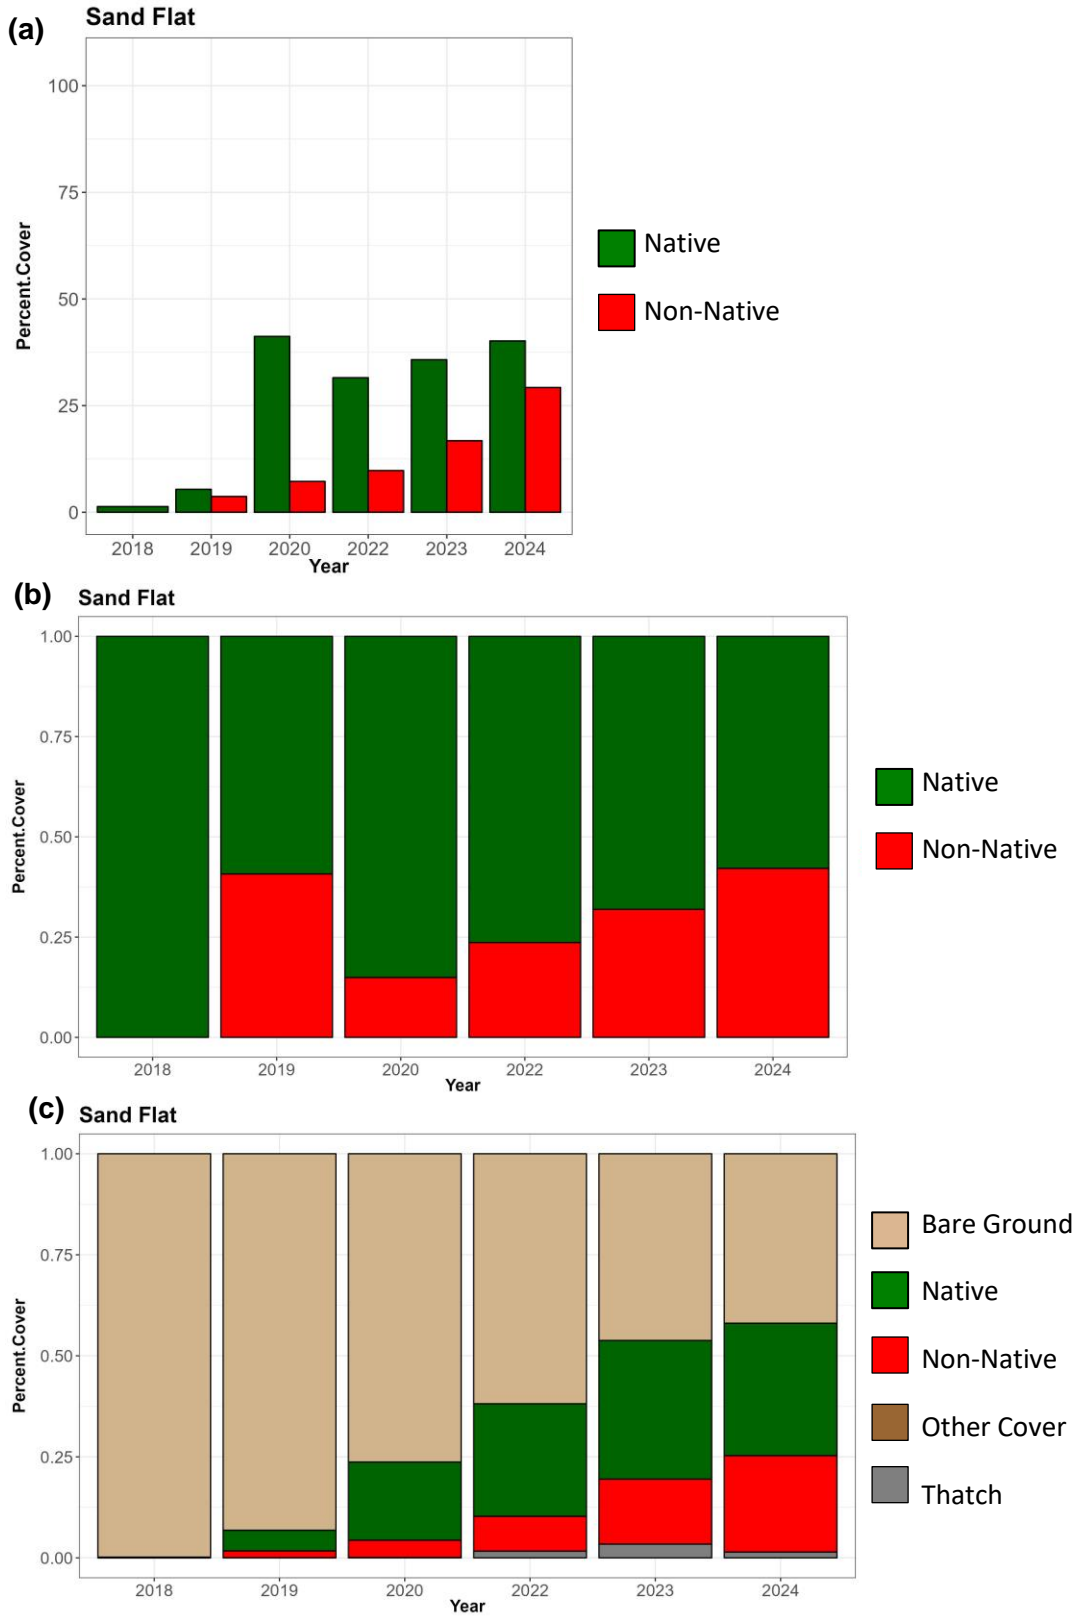 (a)
Sand Flat
100
75
50
25
0
Percent.Cover
2018 2019 2020 2022 2023 2024
Year
Native
Non-Native
(b)
Sand Flat
1.00
0.75
0.50
0.25
0.00
Percent.Cover
2018 2019 2020 2022 2023 2024
Year
Native
Non-Native
(c)
Sand Flat
1.00
0.75
0.50
0.25
0.00
Percent.Cover
2018 2019 2020 2022 2023 2024
Year
Bare Ground
Native
Non-Native
Other Cover
Thatch